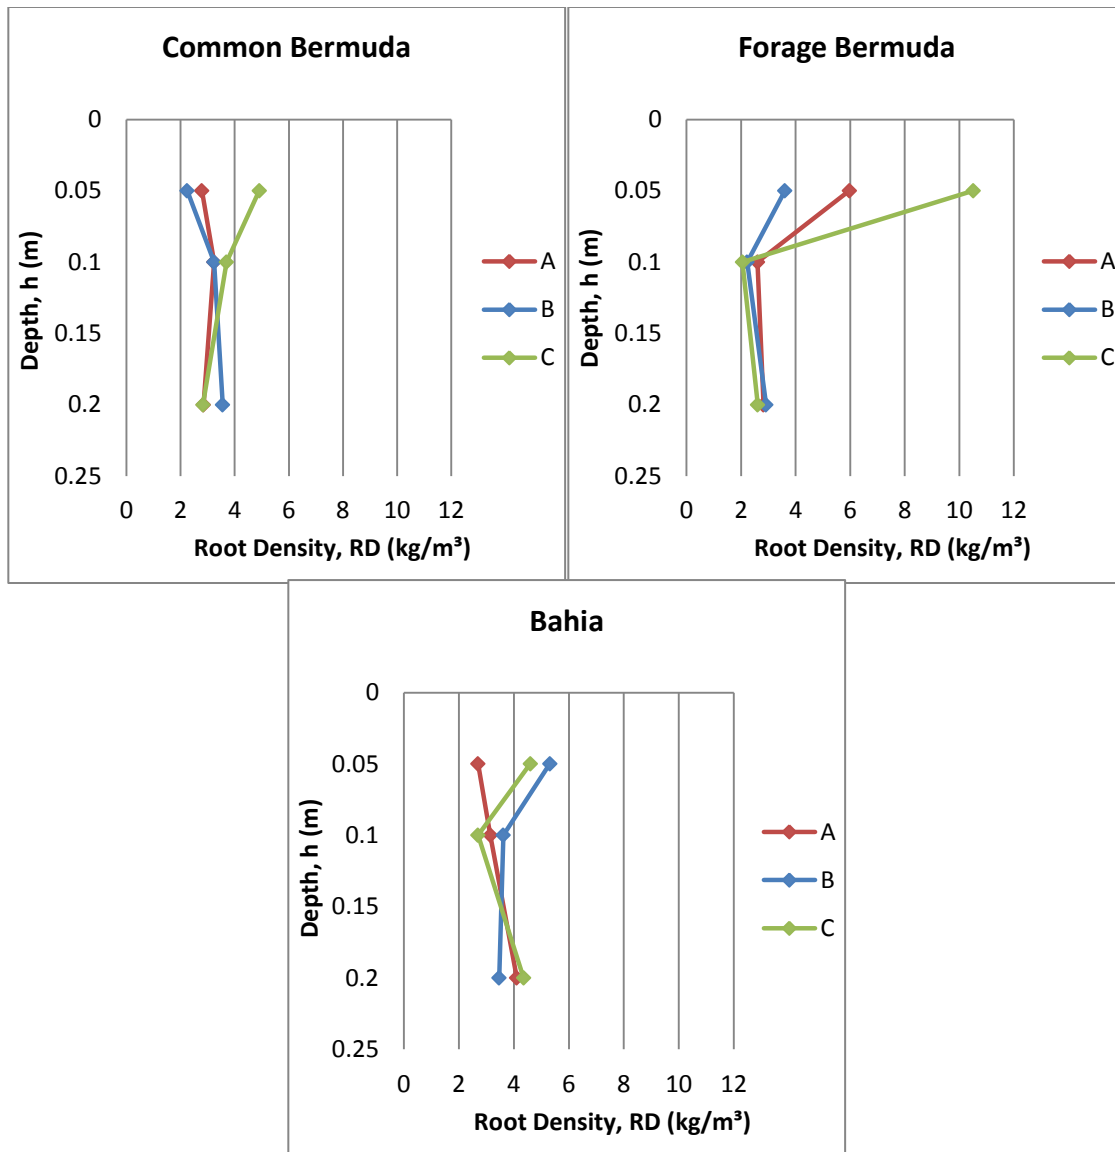 Common Bermuda
0
0.05
0.1
0.15
0.2
0.25
Depth, h (m)
0 2 4 6 8 10 12
Root Density, RD (kg/m³)
A
B
C
Forage Bermuda
0
0.05
0.1
0.15
0.2
0.25
Depth, h (m)
0 2 4 6 8 10 12
Root Density, RD (kg/m³)
A
B
C
Bahia
0
0.05
0.1
0.15
0.2
0.25
Depth, h (m)
0 2 4 6 8 10 12
Root Density, RD (kg/m³)
A
B
C